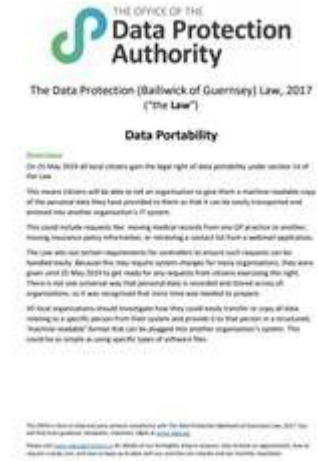 THE OFFICE OF THE
Data Protection
Authority
The Data Protection (Bailiwick of Guernsey) Law, 2017
("the Law")
Data Portability
Overview
On 25 May 2019 all local citizens gain the legal right of data portability under section 14 of
the Law.
This means citizens will be able to tell an organisation to give them a machine-readable copy
of the personal data they have provided to them so that it can be easily transported and
entered into another organisation's IT system.
This could include requests like: moving medical records from one GP practice to another,
moving insurance policy information, or retrieving a contact list from a webmail application.
The Law sets out certain requirements for controllers to ensure such requests can be
handled easily. Because this may require system changes for many organisations, they were
given until 25 May 2019 to get ready for any requests from citizens exercising this right.
There is not one universal way that personal data is recorded and stored across all
organisations, so it was recognised that more time was needed to prepare.
All local organisations should investigate how they could easily transfer or copy all data
relating to a specific person from their system and provide it to that person in a structured,
'machine-readable' format that can be plugged into another organisation's system. This
could be as simple as using specific types of software files.